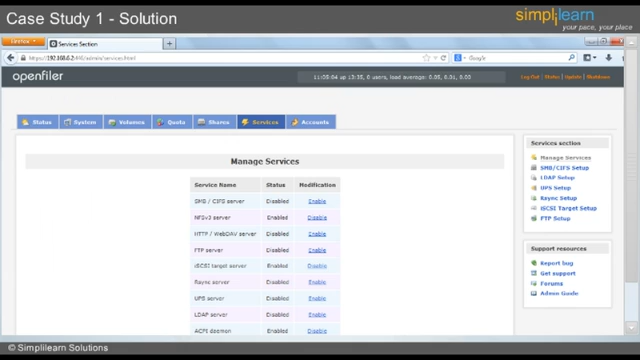 Case Study 1 - Solution
simplilearn
your pace, your place
Firefox
Services Section
openfiler
Log Out | Status | Update | Shutdown
Status
System
Volumes
Quota
Shares
Services
Accounts
Manage Services
Service Name Status Modification
SMB / CIFS server Disabled Enable
NFSv3 server Enabled Disable
HTTP / WebDAV server Disabled Enable
FTP server Disabled Enable
iSCSI target server Enabled Disable
Rsync server Disabled Enable
UPS server Disabled Enable
LDAP server Disabled Enable
ACPI daemon Enabled Disable
Services section
Manage Services
SMB/CIFS Setup
LDAP Setup
UPS Setup
Rsync Setup
iSCSI Target Setup
FTP Setup
Support resources
Report bug
Get support
Forums
Admin Guide
© Simplilearn Solutions